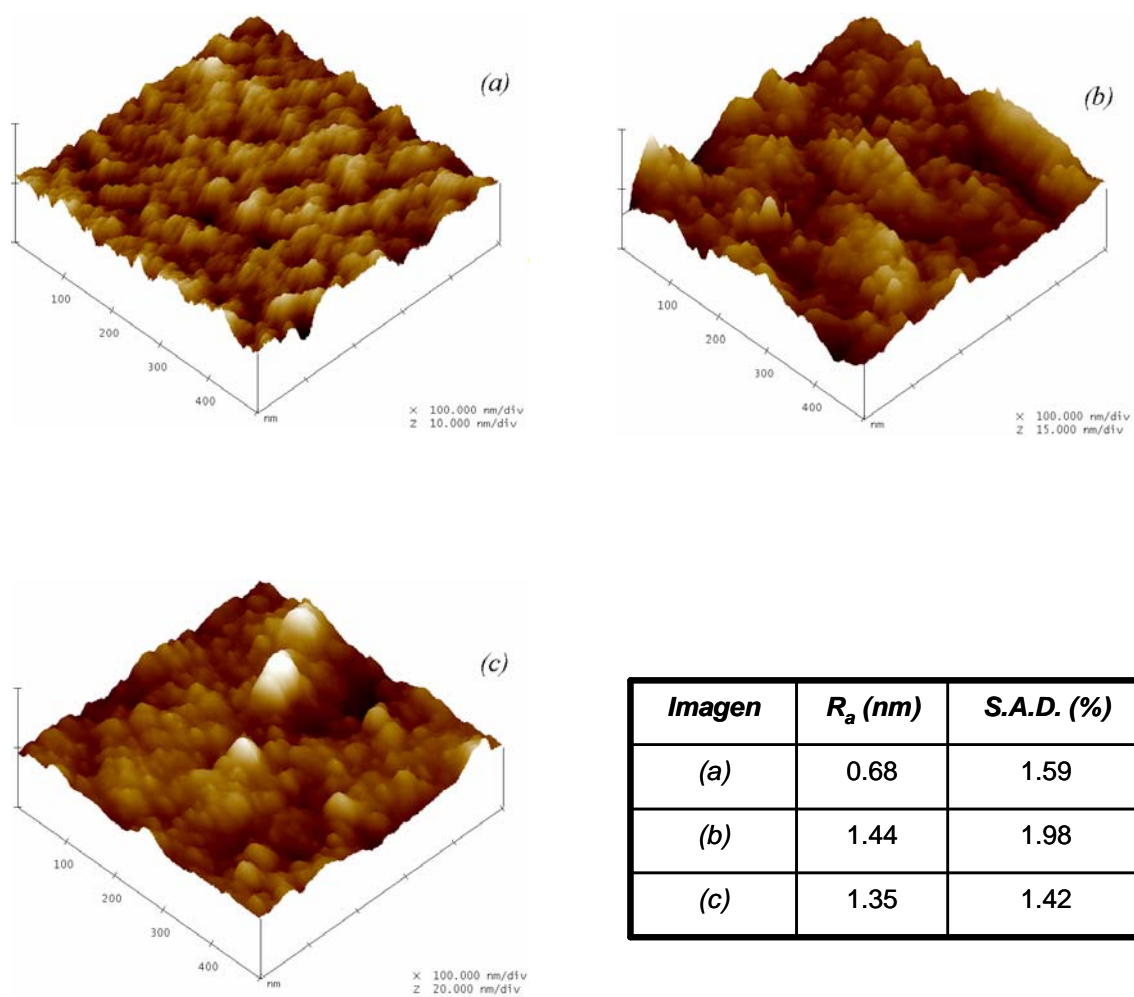 (a)
100
200
300
400
nm
X 100.000 nm/div
Z 10.000 nm/div
(b)
100
200
300
400
nm
X 100.000 nm/div
Z 15.000 nm/div
(c)
100
200
300
400
nm
X 100.000 nm/div
Z 20.000 nm/div
Imagen Ra (nm) S.A.D. (%)
(a) 0.68 1.59
(b) 1.44 1.98
(c) 1.35 1.42